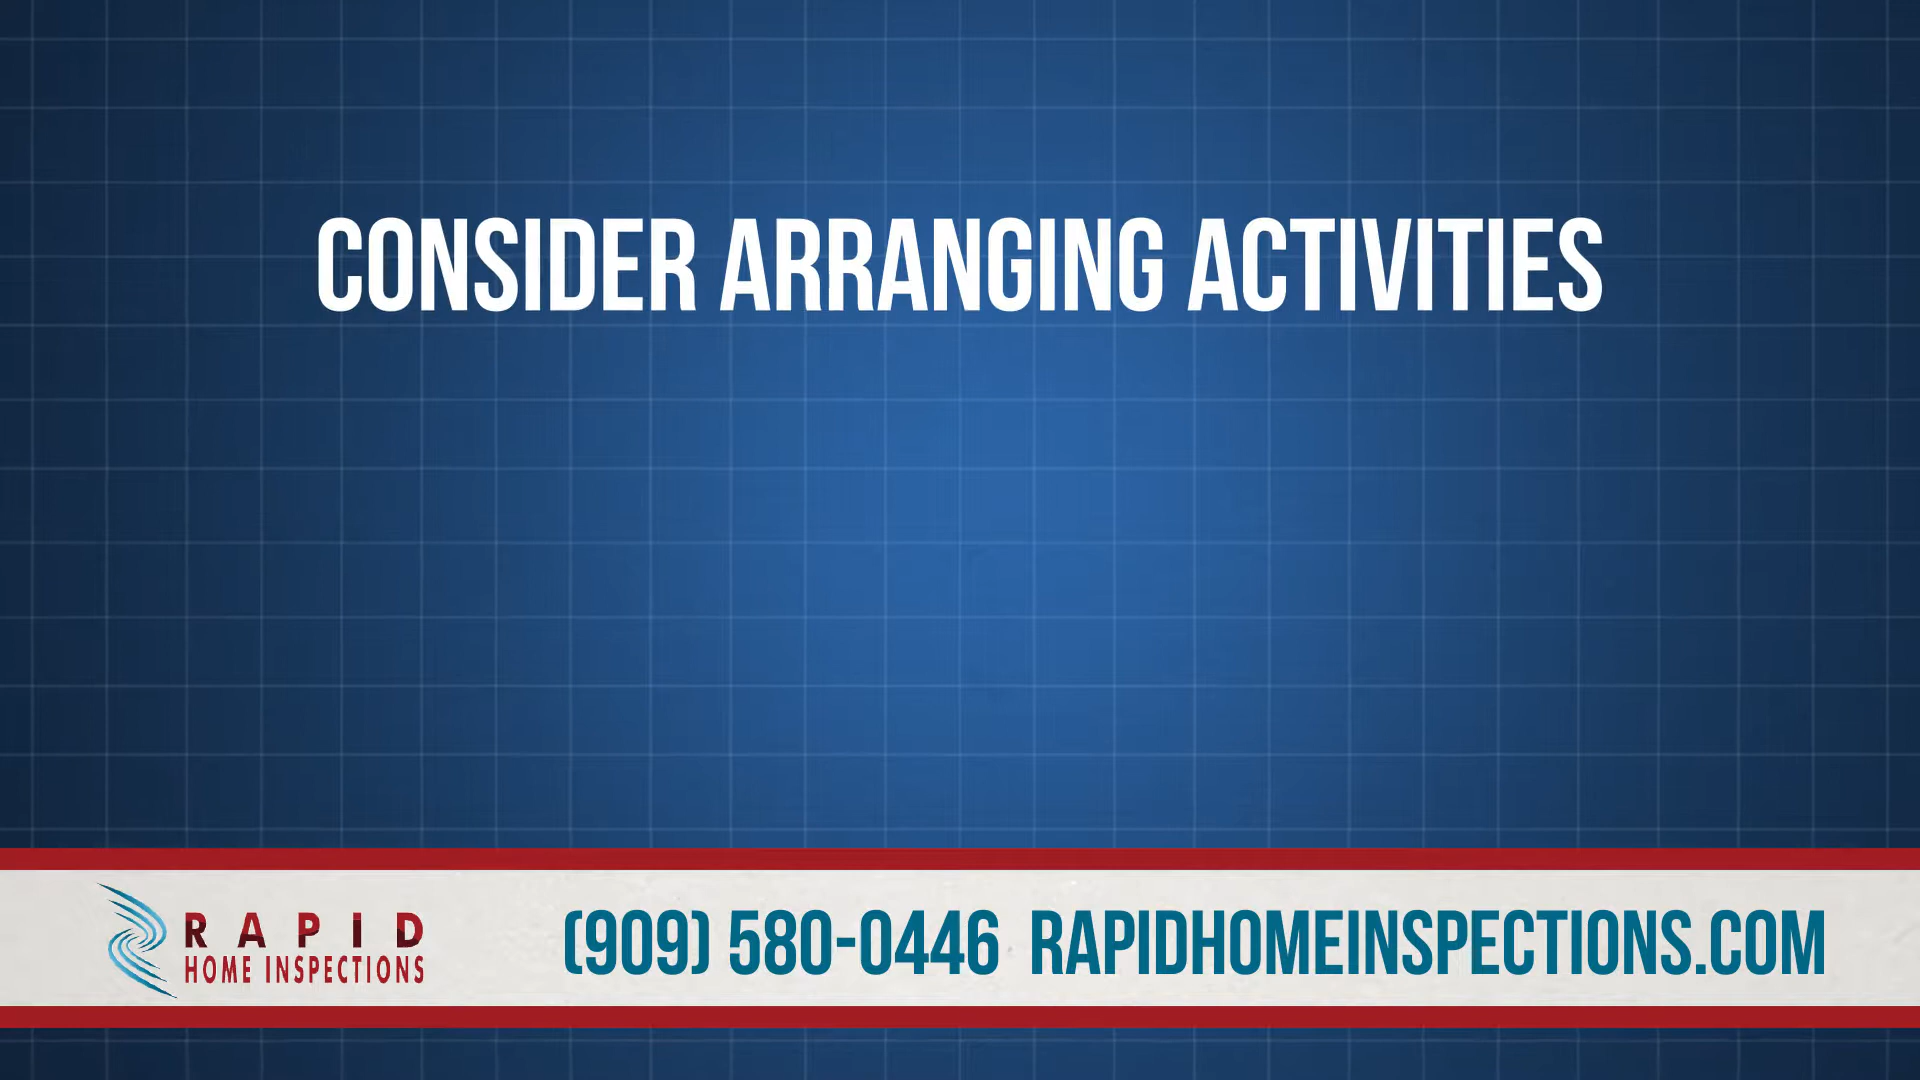 CONSIDER ARRANGING ACTIVITIES
RAPID
HOME INSPECTIONS
(909) 580-0446 RAPIDHOMEINSPECTIONS.COM